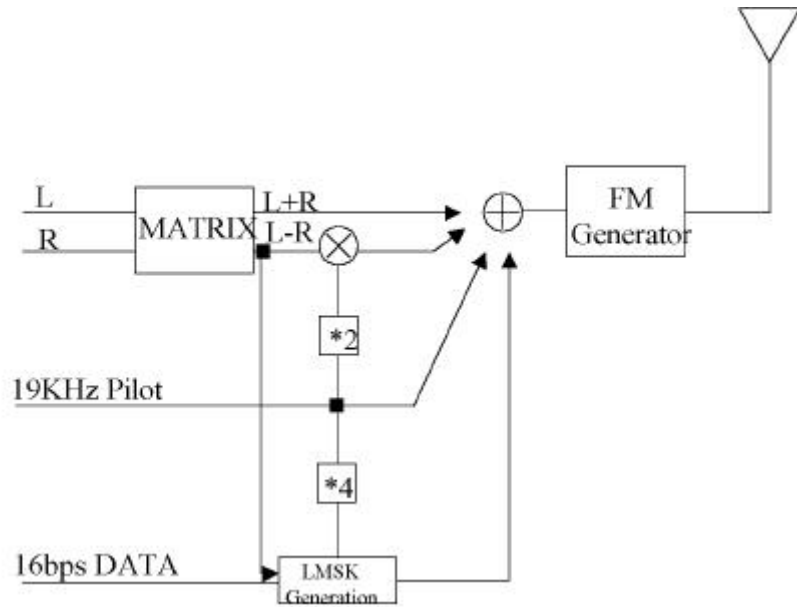 L
R
MATRIX
L+R
L-R
FM
Generator
*2
19KHz Pilot
*4
16bps DATA
LMSK
Generation